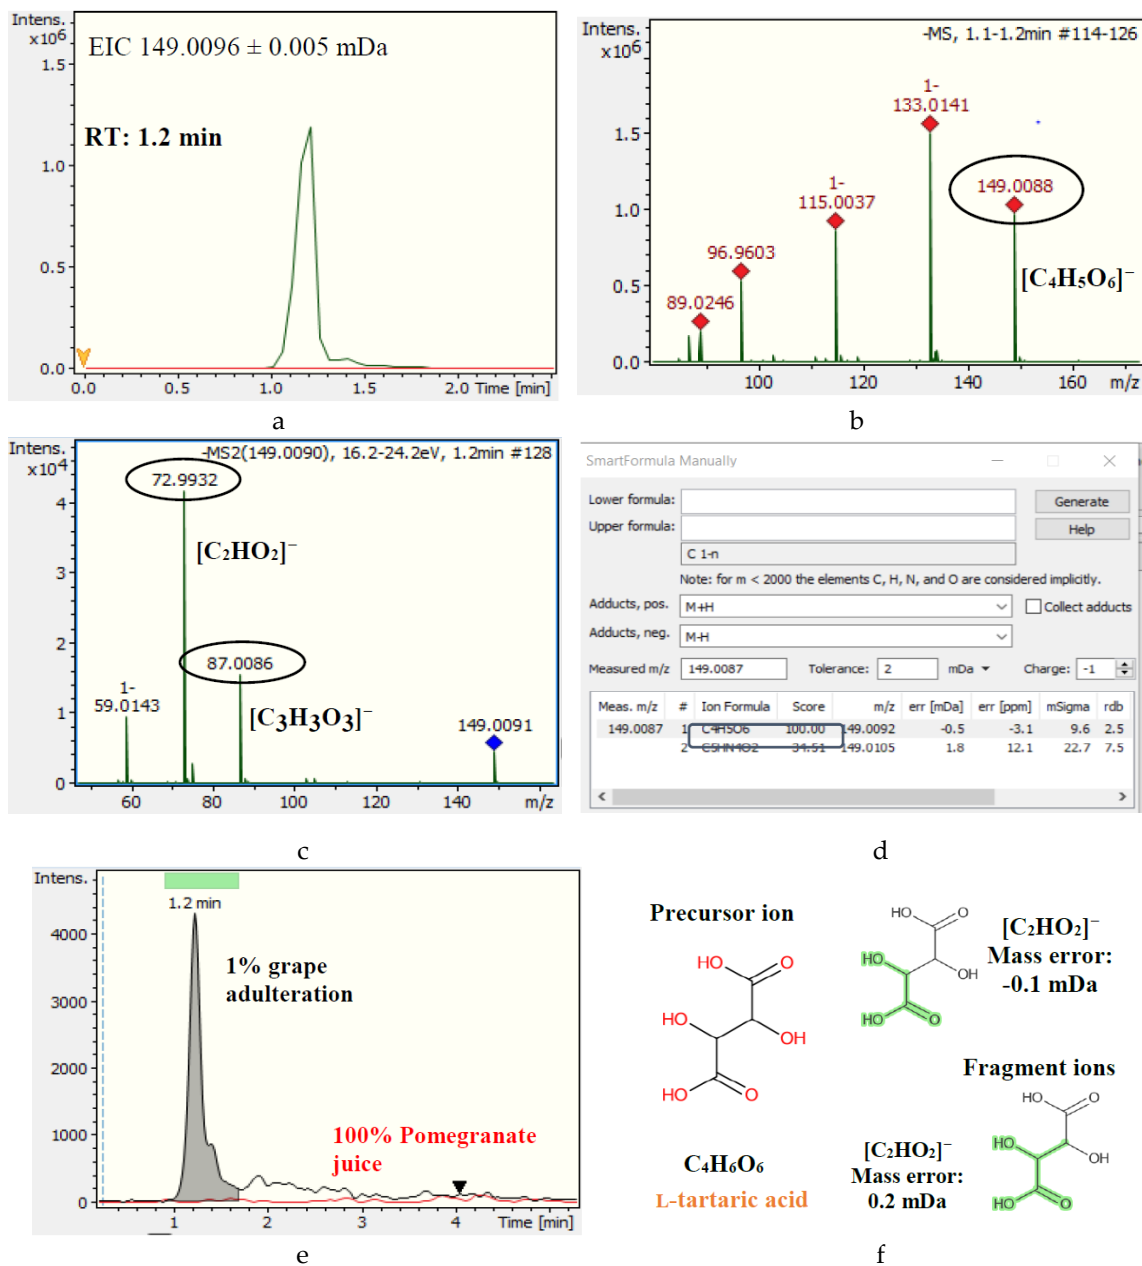 Intens.
x10⁶
EIC 149.0096 ± 0.005 mDa
1.5
RT: 1.2 min
1.0
0.5
0.0
0.0 0.5 1.0 1.5 2.0 Time [min]
a
Intens.
x10⁶
-MS, 1.1-1.2min #114-126
1-
133.0141
1.5
1-
115.0037
149.0088
1.0
96.9603
[C₄H₅O₆]⁻
0.5
89.0246
0.0
100 120 140 160 m/z
b
Intens.
x10⁴
-MS2(149.0090), 16.2-24.2eV, 1.2min #128
72.9932
4
[C₂HO₂]⁻
3
2
87.0086
1-
59.0143
[C₃H₃O₃]⁻
149.0091
1
0
60 80 100 120 140 m/z
c
SmartFormula Manually
Lower formula:
Generate
Upper formula:
Help
C 1-n
Note: for m < 2000 the elements C, H, N, and O are considered implicitly.
Adducts, pos. M+H Collect adducts
Adducts, neg. M-H
Measured m/z 149.0087 Tolerance: 2 mDa Charge: -1
Meas. m/z # Ion Formula Score m/z err [mDa] err [ppm] mSigma rdb
149.0087 1 C4H5O6 100.00 149.0092 -0.5 -3.1 9.6 2.5
2 C5HN4O2 34.51 149.0105 1.8 12.1 22.7 7.5
d
Intens.
1.2 min
4000
1% grape
adulteration
3000
2000
1000
100% Pomegranate
juice
0
1 2 3 4 Time [min]
e
Precursor ion
HO O
HO
OH
HO O
C₄H₆O₆
L-tartaric acid
HO O
HO
OH
HO O
[C₂HO₂]⁻
Mass error:
-0.1 mDa
Fragment ions
HO O
HO
OH
HO O
[C₂HO₂]⁻
Mass error:
0.2 mDa
f